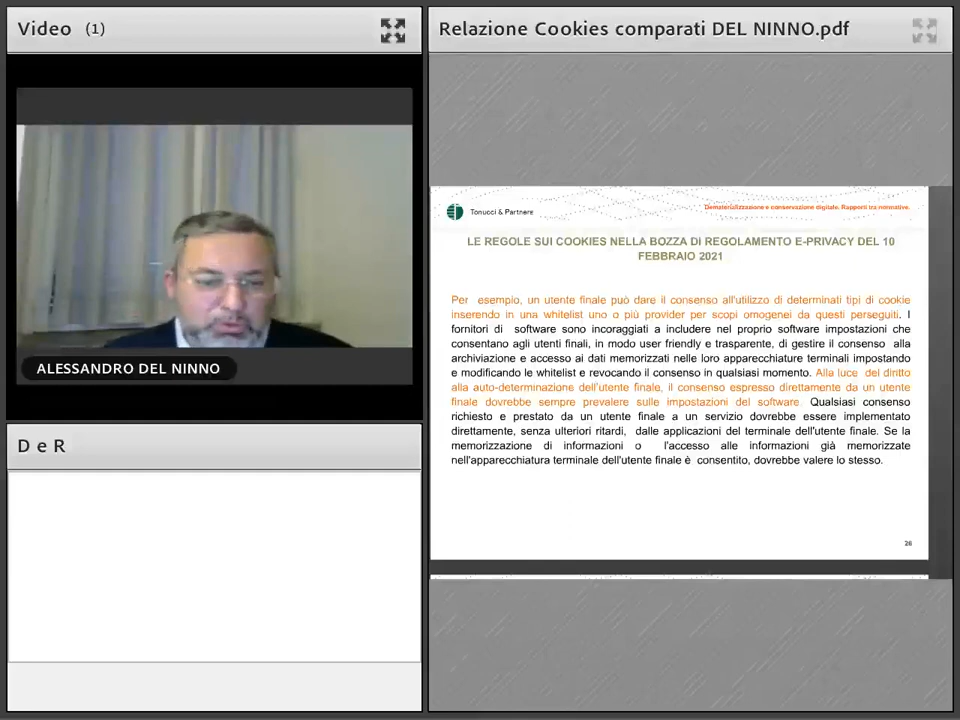 Video (1)
ALESSANDRO DEL NINNO
D e R
Relazione Cookies comparati DEL NINNO.pdf
Tonucci & Partners
Dematerializzazione e conservazione digitale. Rapporti tra normative.
LE REGOLE SUI COOKIES NELLA BOZZA DI REGOLAMENTO E-PRIVACY DEL 10
FEBBRAIO 2021
Per esempio, un utente finale può dare il consenso all'utilizzo di determinati tipi di cookie
inserendo in una whitelist uno o più provider per scopi omogenei da questi perseguiti. I
fornitori di software sono incoraggiati a includere nel proprio software impostazioni che
consentano agli utenti finali, in modo user friendly e trasparente, di gestire il consenso alla
archiviazione e accesso ai dati memorizzati nelle loro apparecchiature terminali impostando
e modificando le whitelist e revocando il consenso in qualsiasi momento. Alla luce del diritto
alla auto-determinazione dell'utente finale, il consenso espresso direttamente da un utente
finale dovrebbe sempre prevalere sulle impostazioni del software. Qualsiasi consenso
richiesto e prestato da un utente finale a un servizio dovrebbe essere implementato
direttamente, senza ulteriori ritardi, dalle applicazioni del terminale dell'utente finale. Se la
memorizzazione di informazioni o l'accesso alle informazioni già memorizzate
nell'apparecchiatura terminale dell'utente finale è consentito, dovrebbe valere lo stesso.
26